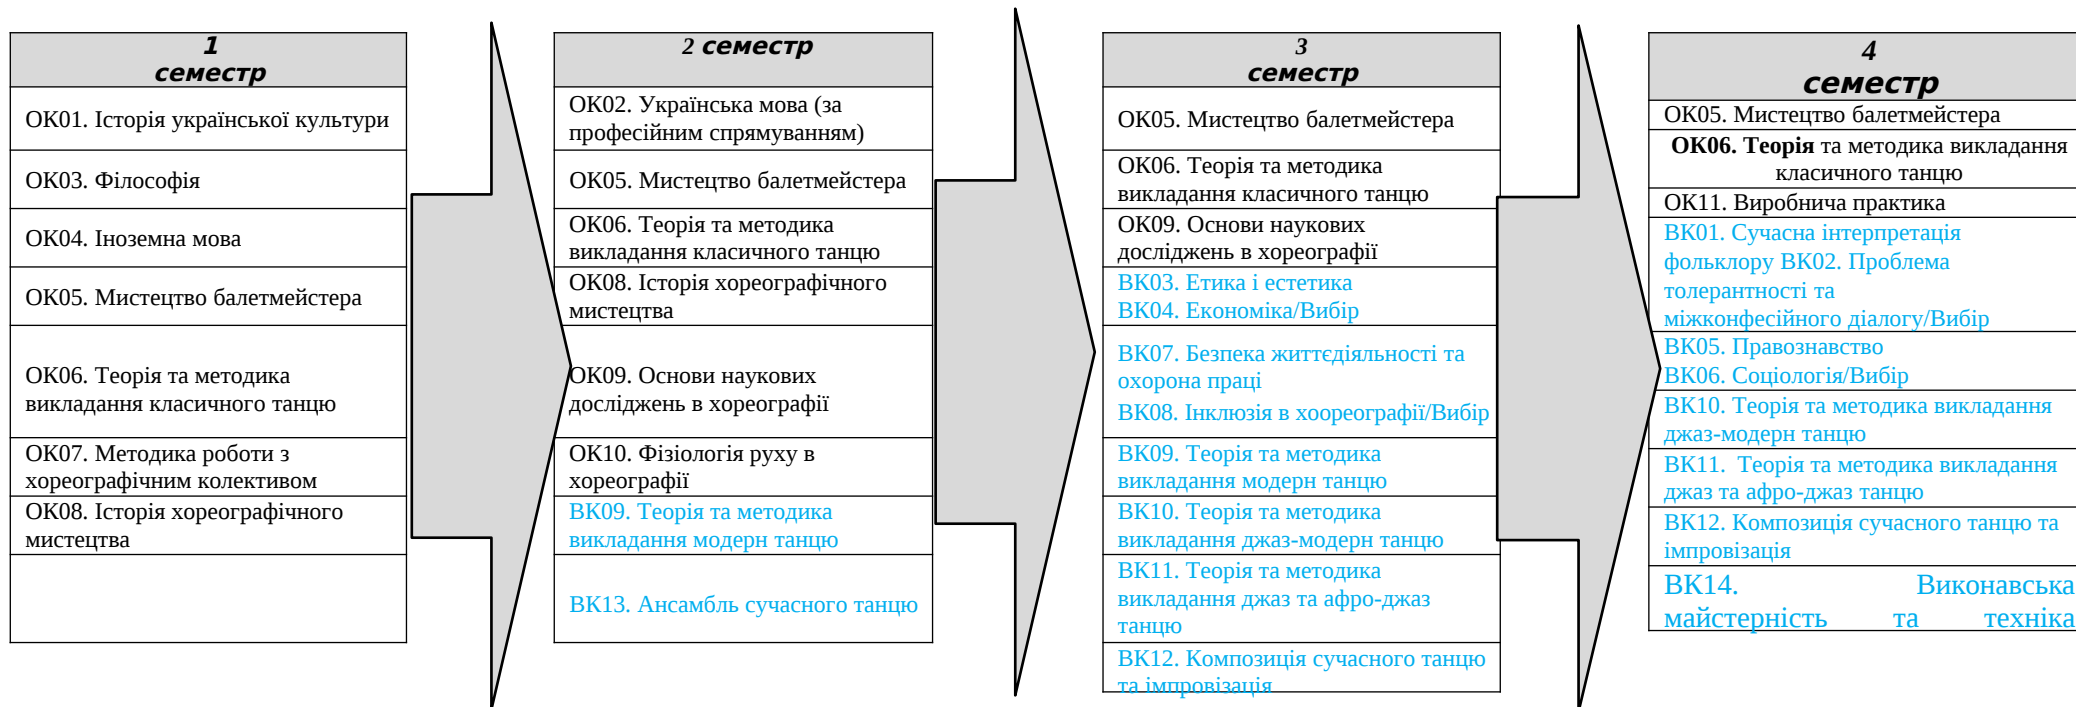 1
семестр
ОК01. Історія української культури
ОК03. Філософія
ОК04. Іноземна мова
ОК05. Мистецтво балетмейстера
ОК06. Теорія та методика
викладання класичного танцю
ОК07. Методика роботи з
хореографічним колективом
ОК08. Історія хореографічного
мистецтва
2 семестр
ОК02. Українська мова (за
професійним спрямуванням)
ОК05. Мистецтво балетмейстера
ОК06. Теорія та методика
викладання класичного танцю
ОК08. Історія хореографічного
мистецтва
ОК09. Основи наукових
досліджень в хореографії
ОК10. Фізіологія руху в
хореографії
ВК09. Теорія та методика
викладання модерн танцю
ВК13. Ансамбль сучасного танцю
3
семестр
ОК05. Мистецтво балетмейстера
ОК06. Теорія та методика
викладання класичного танцю
ОК09. Основи наукових
досліджень в хореографії
ВК03. Етика і естетика
ВК04. Економіка/Вибір
ВК07. Безпека життєдіяльності та
охорона праці
ВК08. Інклюзія в хоореографії/Вибір
ВК09. Теорія та методика
викладання модерн танцю
ВК10. Теорія та методика
викладання джаз-модерн танцю
ВК11. Теорія та методика
викладання джаз та афро-джаз
танцю
ВК12. Композиція сучасного танцю
та імпровізація
4
семестр
ОК05. Мистецтво балетмейстера
ОК06. Теорія та методика викладання
класичного танцю
ОК11. Виробнича практика
ВК01. Сучасна інтерпретація
фольклору ВК02. Проблема
толерантності та
міжконфесійного діалогу/Вибір
ВК05. Правознавство
ВК06. Соціологія/Вибір
ВК10. Теорія та методика викладання
джаз-модерн танцю
ВК11. Теорія та методика викладання
джаз та афро-джаз танцю
ВК12. Композиція сучасного танцю та
імпровізація
ВК14. Виконавська
майстерність та техніка